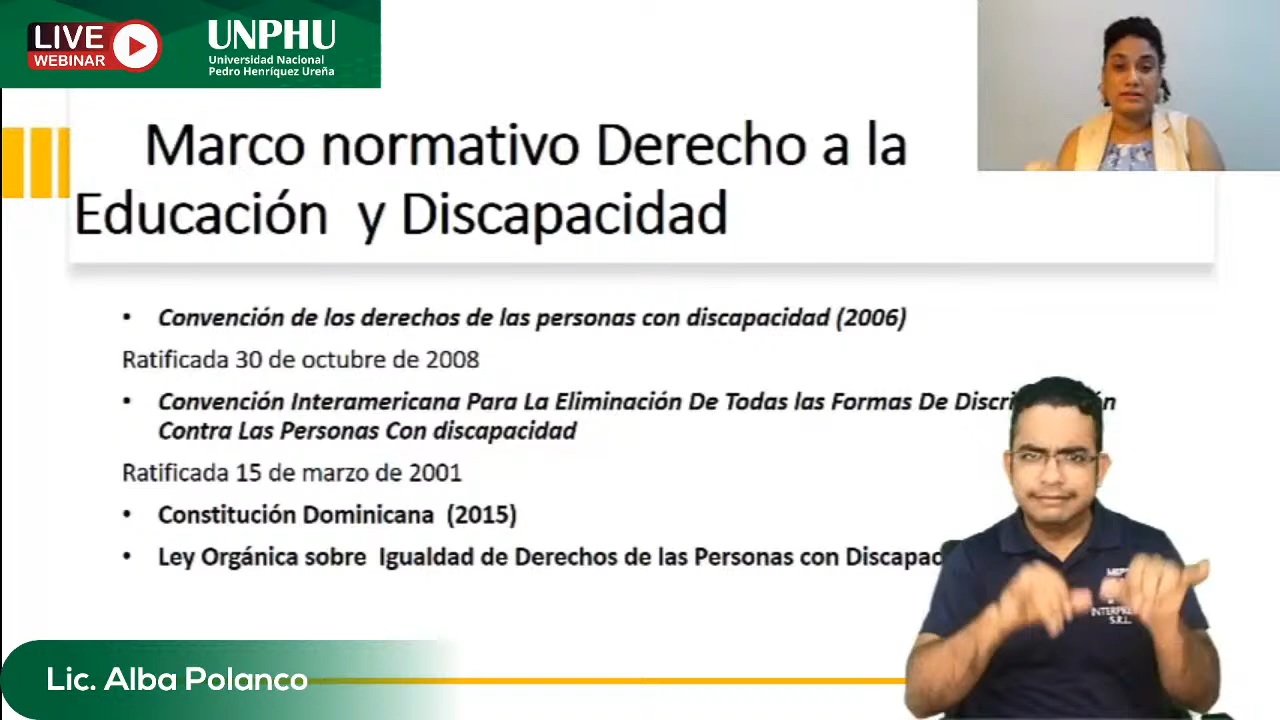 LIVE
WEBINAR
UNPHU
Universidad Nacional
Pedro Henríquez Ureña
Marco normativo Derecho a la
Educación y Discapacidad
• Convención de los derechos de las personas con discapacidad (2006)
Ratificada 30 de octubre de 2008
• Convención Interamericana Para La Eliminación De Todas las Formas De
Contra Las Personas Con discapacidad
Ratificada 15 de marzo de 2001
• Constitución Dominicana (2015)
• Ley Orgánica sobre Igualdad de Derechos de las Personas con
S.R.L.
Lic. Alba Polanco